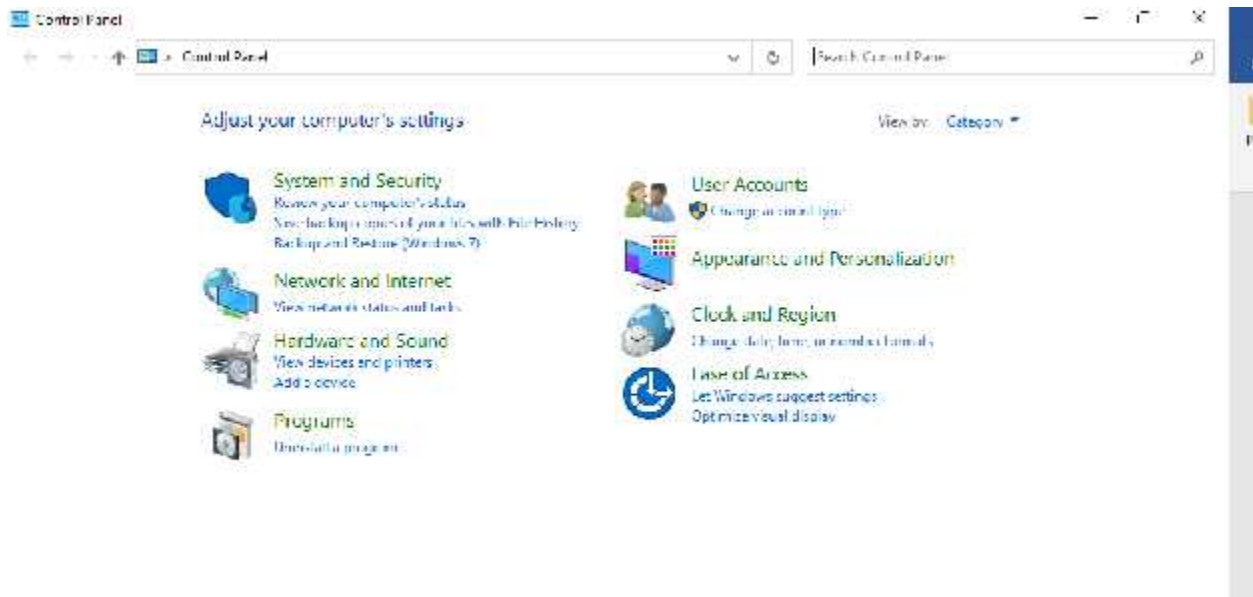 Control Panel
Control Panel
Search Control Panel
Adjust your computer's settings
View by: Category
System and Security
Review your computer's status
Save backup copies of your files with File History
Backup and Restore (Windows 7)
Network and Internet
View network status and tasks
Hardware and Sound
View devices and printers
Add a device
Programs
Uninstall a program
User Accounts
Change account type
Appearance and Personalization
Clock and Region
Change date, time, or number formats
Ease of Access
Let Windows suggest settings
Optimize visual display